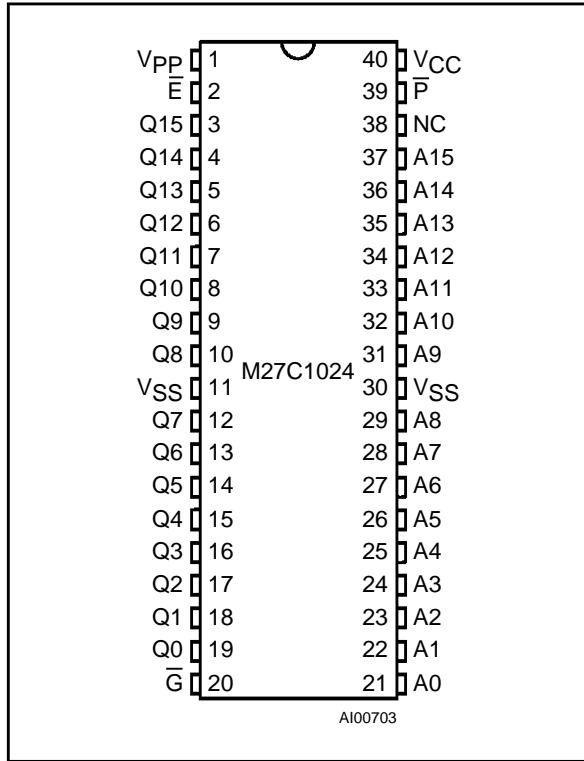 VPP 1 40 VCC
E̅ 2 39 P̅
Q15 3 38 NC
Q14 4 37 A15
Q13 5 36 A14
Q12 6 35 A13
Q11 7 34 A12
Q10 8 33 A11
Q9 9 32 A10
Q8 10 31 A9
M27C1024
VSS 11 30 VSS
Q7 12 29 A8
Q6 13 28 A7
Q5 14 27 A6
Q4 15 26 A5
Q3 16 25 A4
Q2 17 24 A3
Q1 18 23 A2
Q0 19 22 A1
G̅ 20 21 A0
AI00703